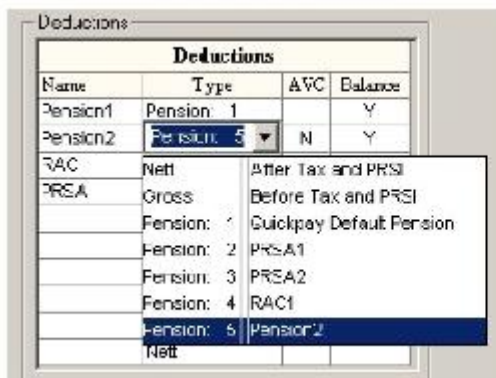 Deductions
Deductions
Name Type AVC Balance
Pension1 Pension: 1 Y
Pension2 Pension: 5 N Y
RAC Nett After Tax and PRSI
PRSA Gross Before Tax and PRSI
Pension: 1 Quickpay Default Pension
Pension: 2 PRSA1
Pension: 3 PRSA2
Pension: 4 RAC1
Pension: 5 Pension2
Nett